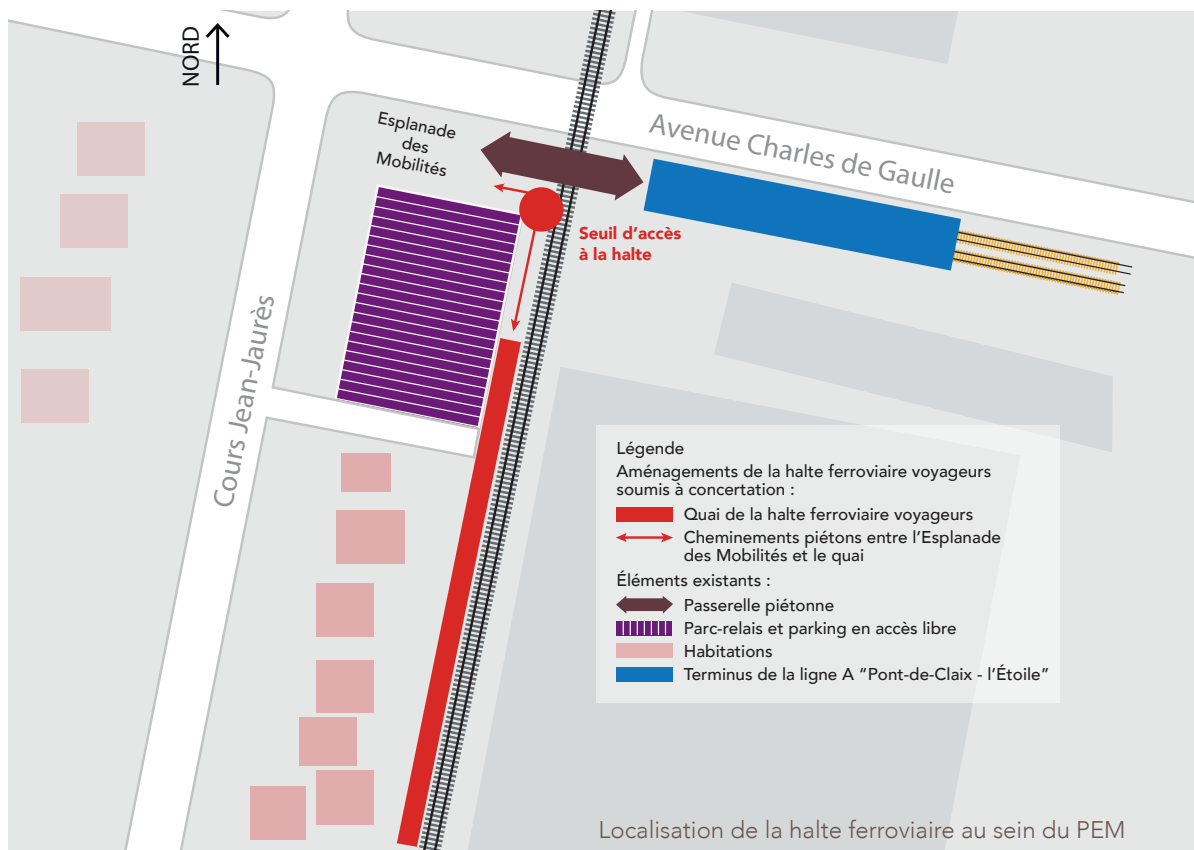 NORD
Esplanade
des
Mobilités
Avenue Charles de Gaulle
Seuil d'accès
à la halte
Cours Jean-Jaurès
Légende
Aménagements de la halte ferroviaire voyageurs
soumis à concertation :
Quai de la halte ferroviaire voyageurs
Cheminements piétons entre l'Esplanade
des Mobilités et le quai
Éléments existants :
Passerelle piétonne
Parc-relais et parking en accès libre
Habitations
Terminus de la ligne A "Pont-de-Claix - l'Étoile"
Localisation de la halte ferroviaire au sein du PEM